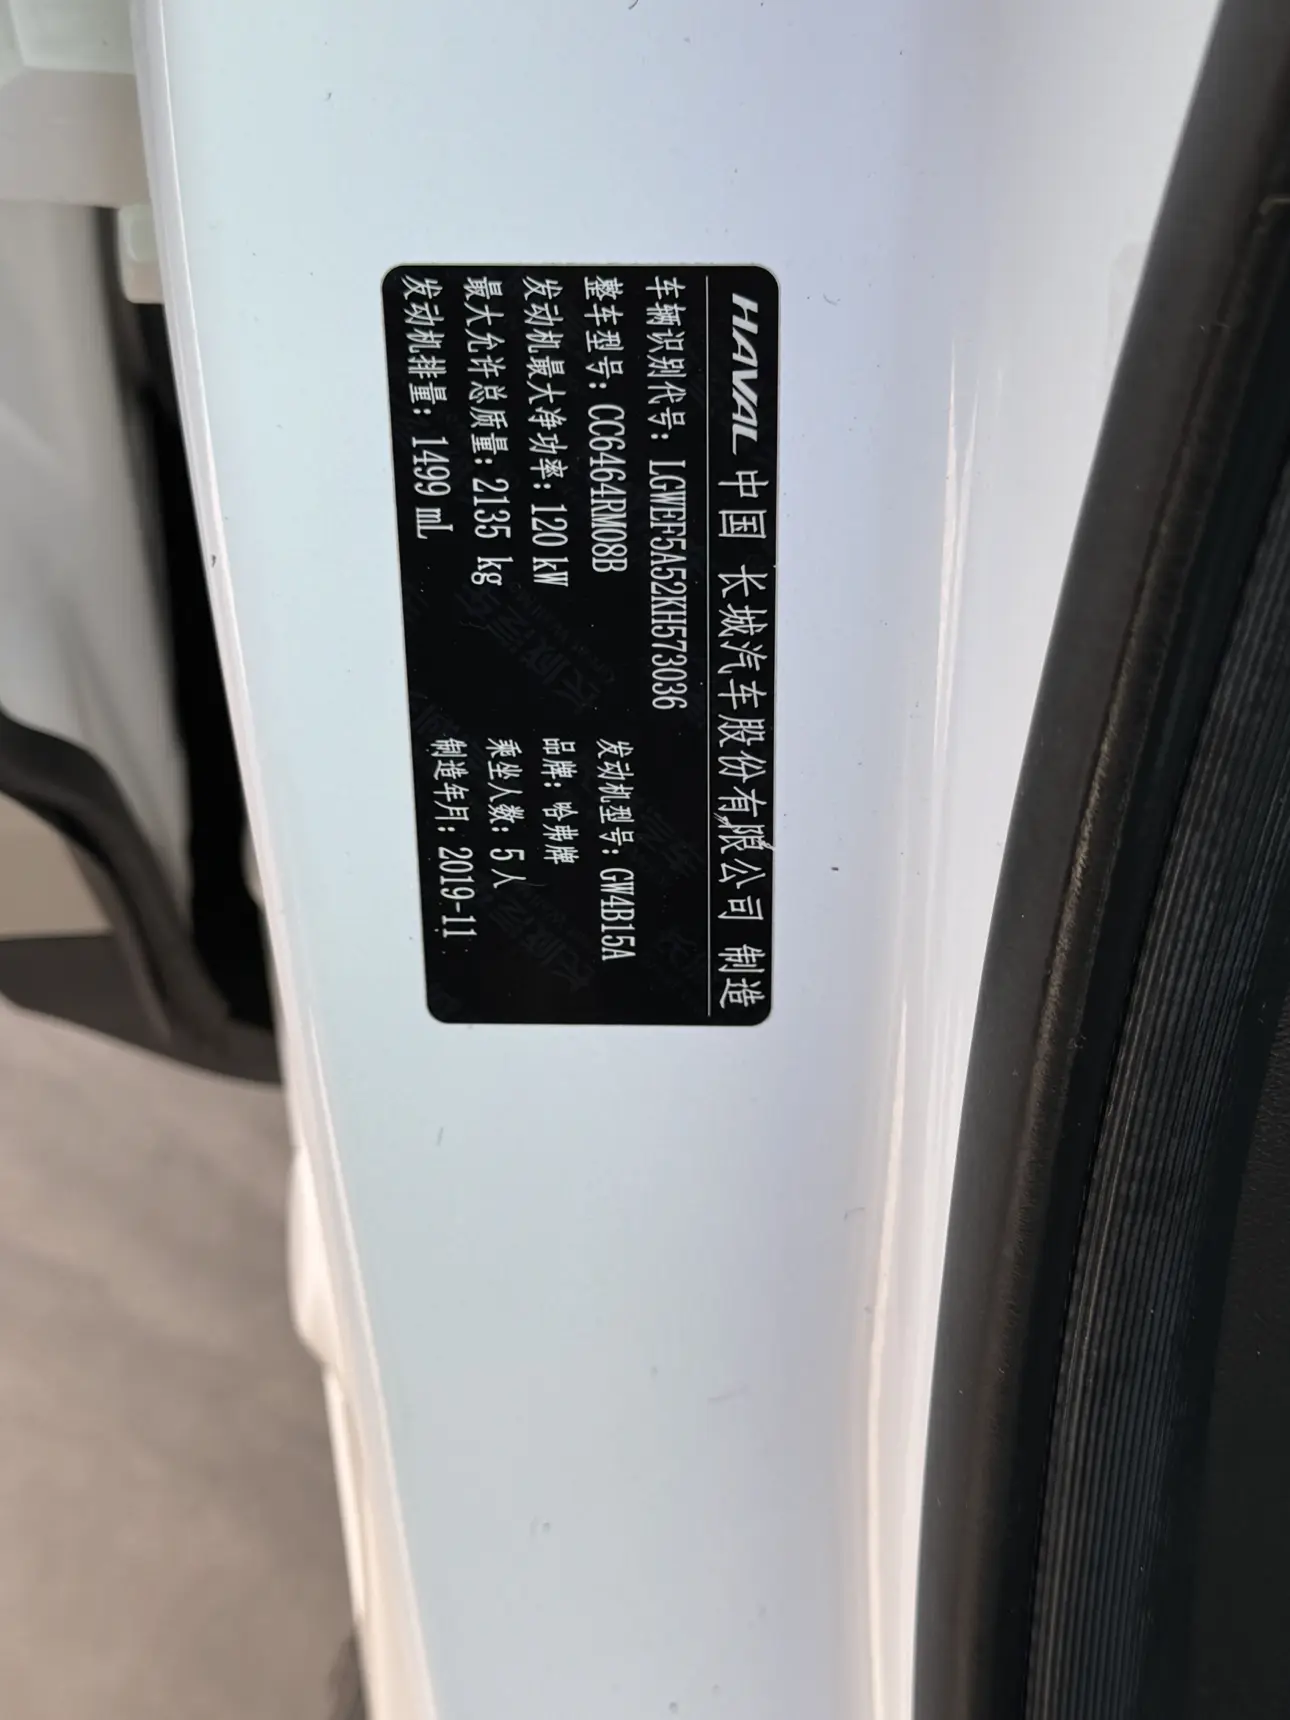 HAVAL 中国 长城汽车股份有限公司 制造
车辆识别代号：LGWEF5A52KH573036
整车型号：CC6464RM08B 发动机型号：GW4B15A
发动机最大净功率：120 kW 品牌：哈弗牌
最大允许总质量：2135 kg 乘坐人数：5人
发动机排量：1499 mL 制造年月：2019-11